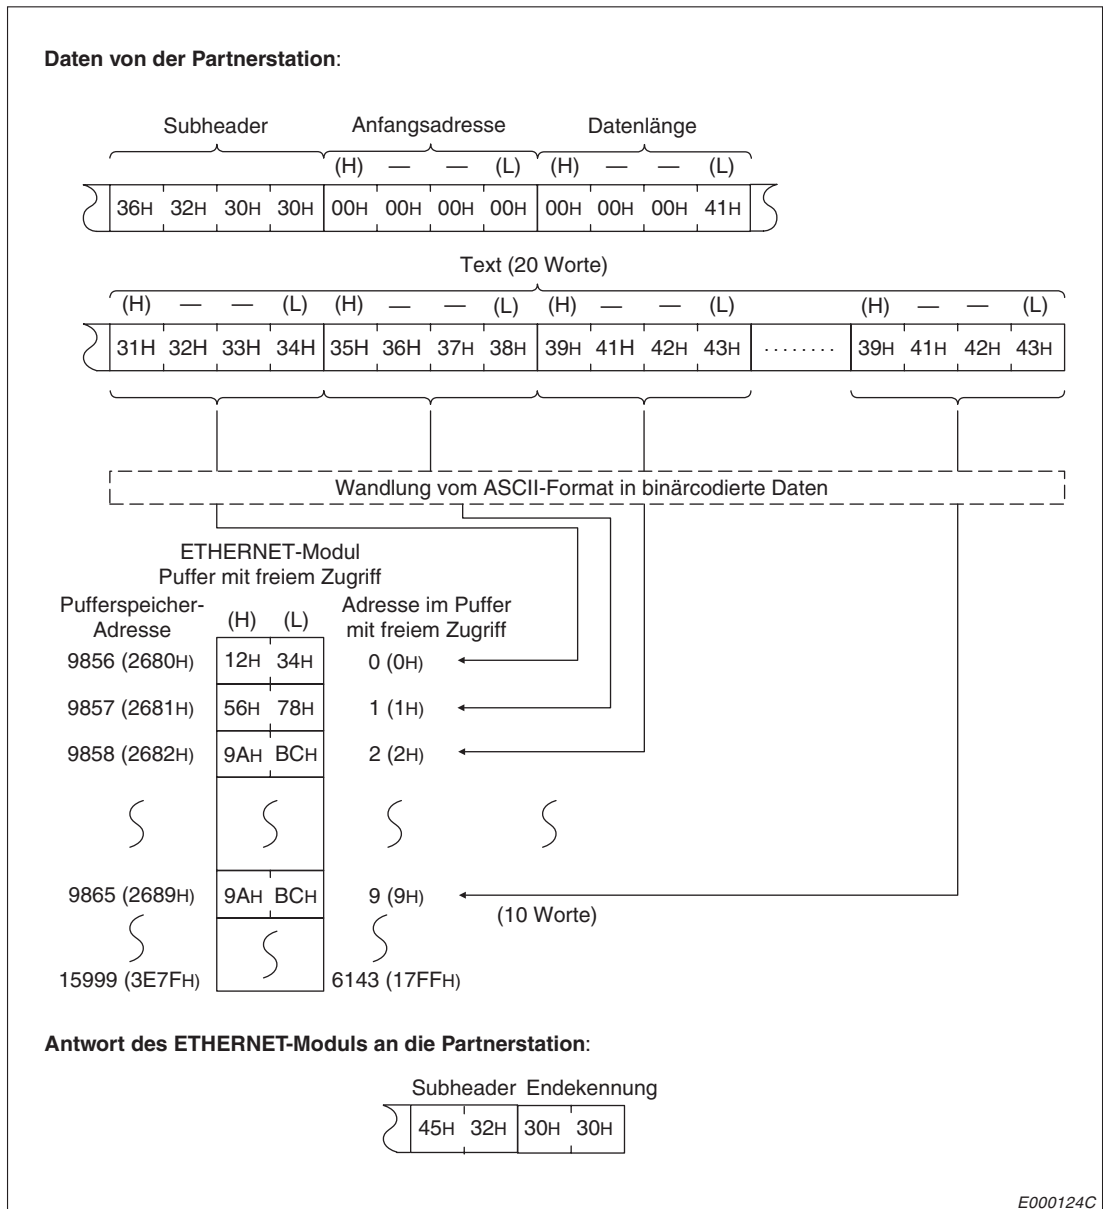 Daten von der Partnerstation:
Subheader Anfangsadresse Datenlänge
(H) — — (L) (H) — — (L)
36H 32H 30H 30H 00H 00H 00H 00H 00H 00H 00H 41H
Text (20 Worte)
(H) — — (L) (H) — — (L) (H) — — (L) (H) — — (L)
31H 32H 33H 34H 35H 36H 37H 38H 39H 41H 42H 43H ........ 39H 41H 42H 43H
Wandlung vom ASCII-Format in binärcodierte Daten
ETHERNET-Modul
Puffer mit freiem Zugriff
Pufferspeicher-
Adresse
(H) (L)
Adresse im Puffer
mit freiem Zugriff
9856 (2680H) 12H 34H 0 (0H)
9857 (2681H) 56H 78H 1 (1H)
9858 (2682H) 9AH BCH 2 (2H)
9865 (2689H) 9AH BCH 9 (9H)
(10 Worte)
15999 (3E7FH) 6143 (17FFH)
Antwort des ETHERNET-Moduls an die Partnerstation:
Subheader Endekennung
45H 32H 30H 30H
E000124C